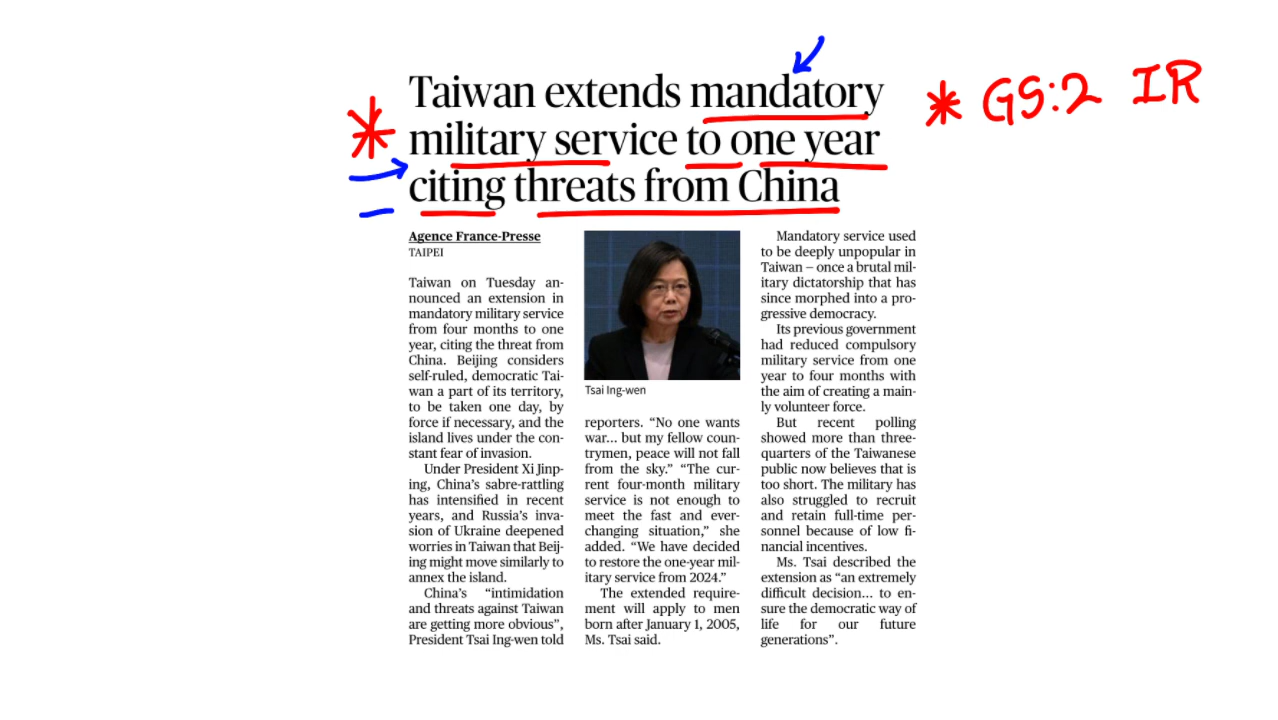 Taiwan extends mandatory
military service to one year
citing threats from China
* GS:2 IR
Agence France-Presse
TAIPEI
Taiwan on Tuesday an-
nounced an extension in
mandatory military service
from four months to one
year, citing the threat from
China. Beijing considers
self-ruled, democratic Tai-
wan a part of its territory,
to be taken one day, by
force if necessary, and the
island lives under the con-
stant fear of invasion.
Under President Xi Jinp-
ing, China's sabre-rattling
has intensified in recent
years, and Russia's inva-
sion of Ukraine deepened
worries in Taiwan that Beij-
ing might move similarly to
annex the island.
China's “intimidation
and threats against Taiwan
are getting more obvious”,
President Tsai Ing-wen told
Tsai Ing-wen
reporters. “No one wants
war... but my fellow coun-
trymen, peace will not fall
from the sky.” “The cur-
rent four-month military
service is not enough to
meet the fast and ever-
changing situation,” she
added. “We have decided
to restore the one-year mil-
itary service from 2024.”
The extended require-
ment will apply to men
born after January 1, 2005,
Ms. Tsai said.
Mandatory service used
to be deeply unpopular in
Taiwan – once a brutal mil-
itary dictatorship that has
since morphed into a pro-
gressive democracy.
Its previous government
had reduced compulsory
military service from one
year to four months with
the aim of creating a main-
ly volunteer force.
But recent polling
showed more than three-
quarters of the Taiwanese
public now believes that is
too short. The military has
also struggled to recruit
and retain full-time per-
sonnel because of low fi-
nancial incentives.
Ms. Tsai described the
extension as “an extremely
difficult decision... to en-
sure the democratic way of
life for our future
generations”.